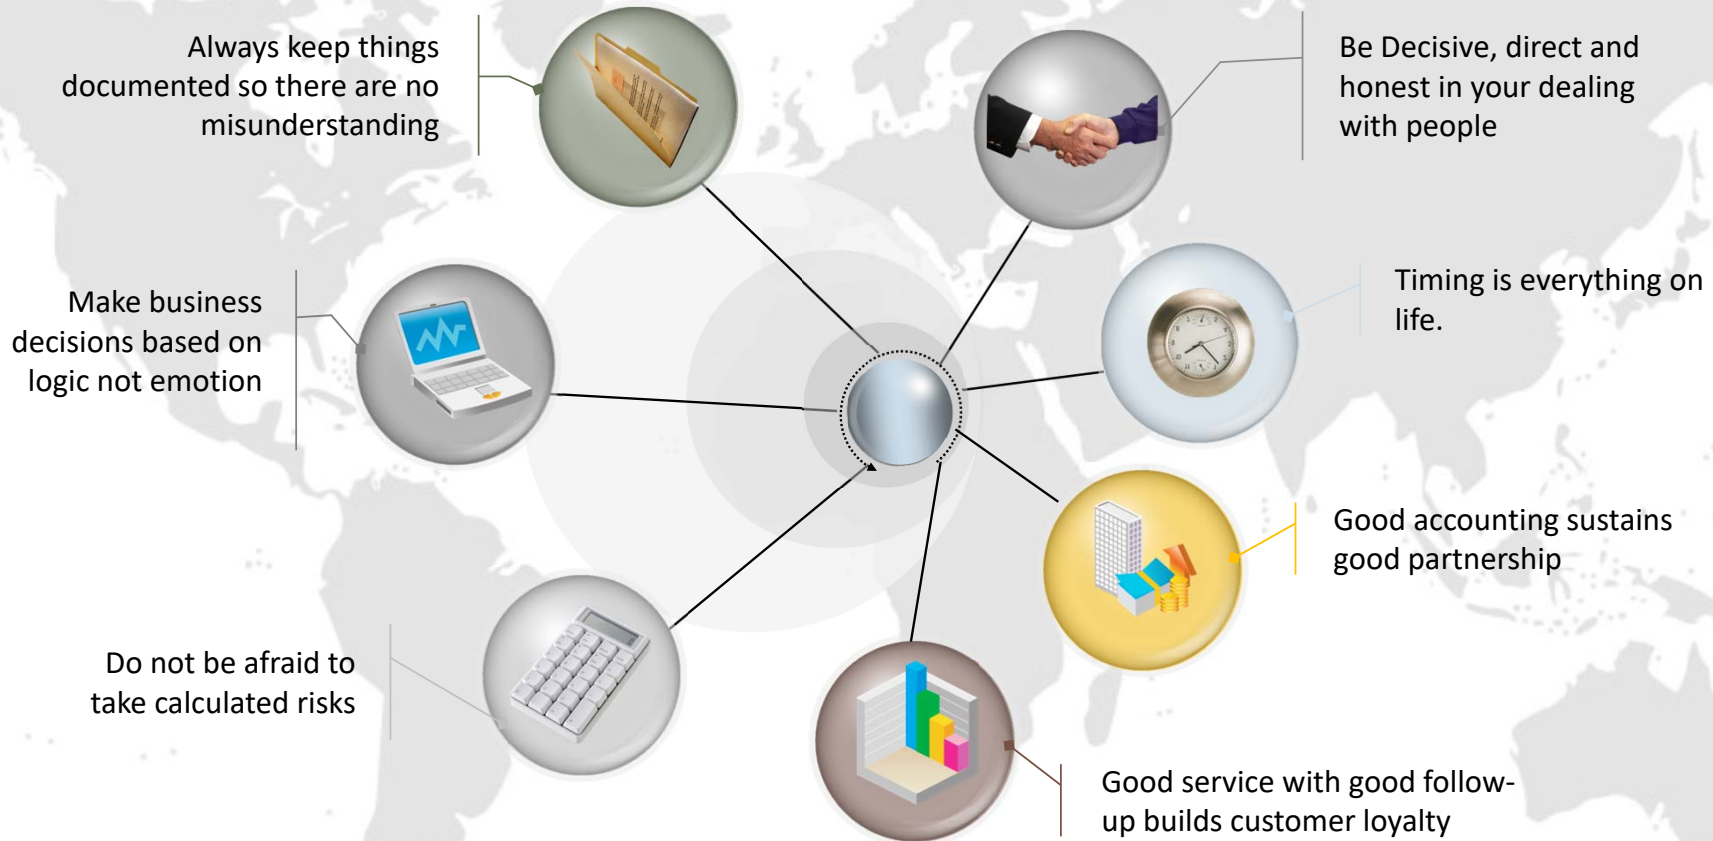 Always keep things
documented so there are no
misunderstanding
Be Decisive, direct and
honest in your dealing
with people
Make business
decisions based on
logic not emotion
Timing is everything on
life.
Good accounting sustains
good partnership
Do not be afraid to
take calculated risks
Good service with good follow-
up builds customer loyalty